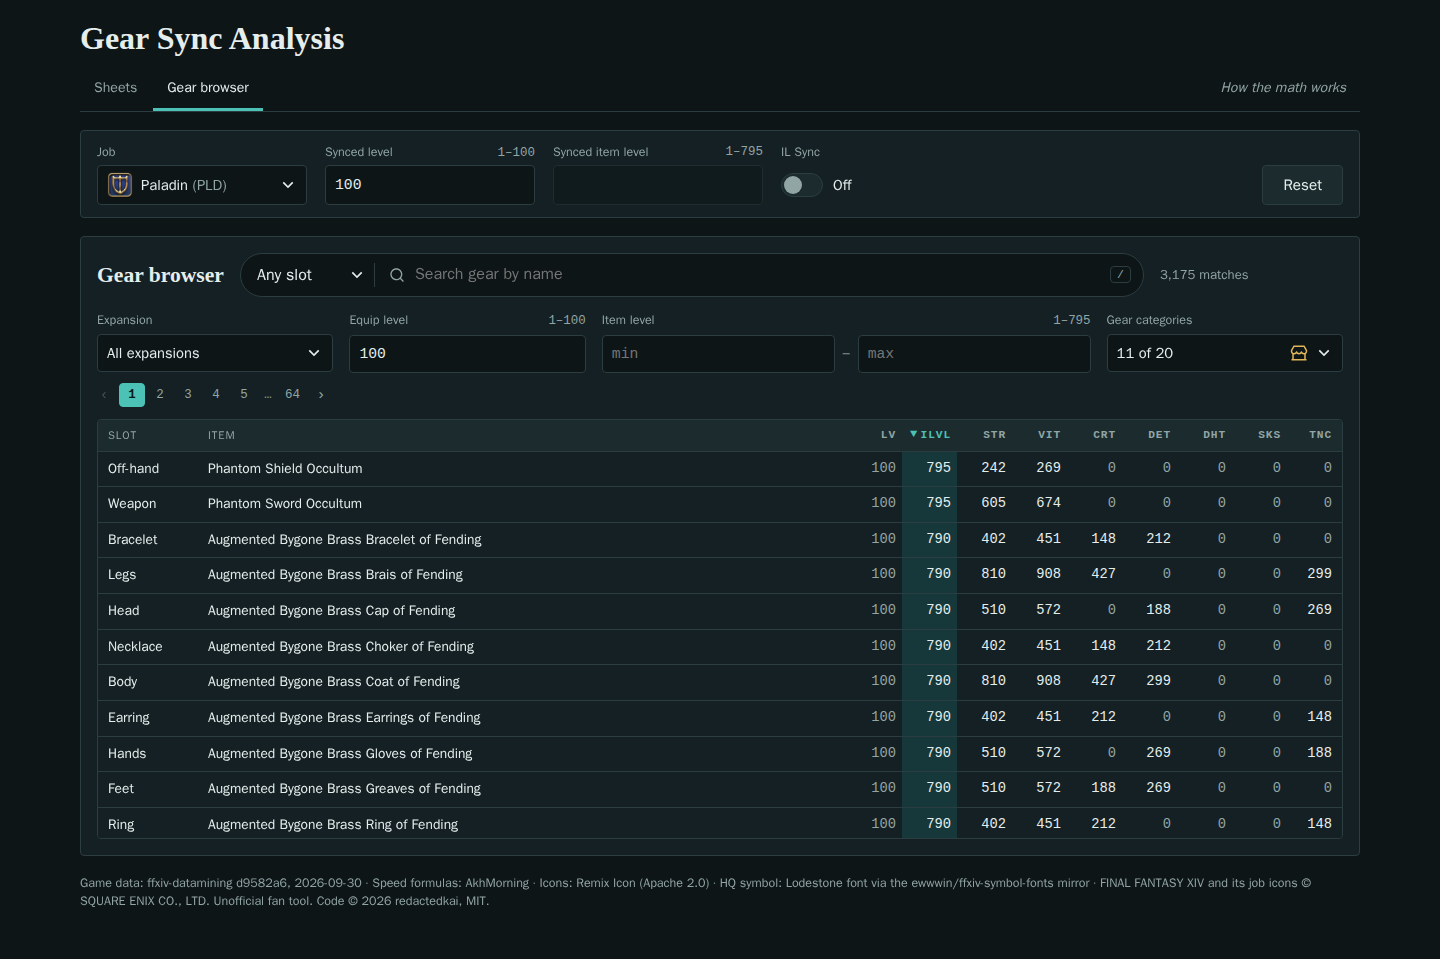 Gear Sync Analysis
Sheets Gear browser How the math works
Job Synced level 1–100 Synced item level 1–795 IL Sync
Paladin (PLD) 100 Off Reset
Gear browser Any slot Search gear by name / 3,175 matches
Expansion Equip level 1–100 Item level 1–795 Gear categories
All expansions 100 min – max 11 of 20
‹ 1 2 3 4 5 … 64 ›
SLOT ITEM LV ▼ILVL STR VIT CRT DET DHT SKS TNC
Off-hand Phantom Shield Occultum 100 795 242 269 0 0 0 0 0
Weapon Phantom Sword Occultum 100 795 605 674 0 0 0 0 0
Bracelet Augmented Bygone Brass Bracelet of Fending 100 790 402 451 148 212 0 0 0
Legs Augmented Bygone Brass Brais of Fending 100 790 810 908 427 0 0 0 299
Head Augmented Bygone Brass Cap of Fending 100 790 510 572 0 188 0 0 269
Necklace Augmented Bygone Brass Choker of Fending 100 790 402 451 148 212 0 0 0
Body Augmented Bygone Brass Coat of Fending 100 790 810 908 427 299 0 0 0
Earring Augmented Bygone Brass Earrings of Fending 100 790 402 451 212 0 0 0 148
Hands Augmented Bygone Brass Gloves of Fending 100 790 510 572 0 269 0 0 188
Feet Augmented Bygone Brass Greaves of Fending 100 790 510 572 188 269 0 0 0
Ring Augmented Bygone Brass Ring of Fending 100 790 402 451 212 0 0 0 148
Game data: ffxiv-datamining d9582a6, 2026-09-30 · Speed formulas: AkhMorning · Icons: Remix Icon (Apache 2.0) · HQ symbol: Lodestone font via the ewwwin/ffxiv-symbol-fonts mirror · FINAL FANTASY XIV and its job icons ©
SQUARE ENIX CO., LTD. Unofficial fan tool. Code © 2026 redactedkai, MIT.